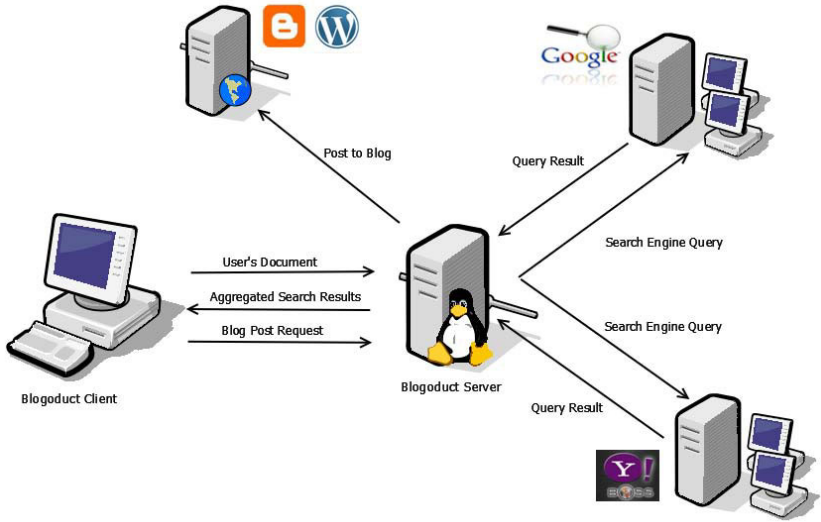 Google
Post to Blog
Query Result
Search Engine Query
User's Document
Aggregated Search Results
Blog Post Request
Search Engine Query
Blogoduct Server
Blogoduct Client
Query Result
Y!
BOSS